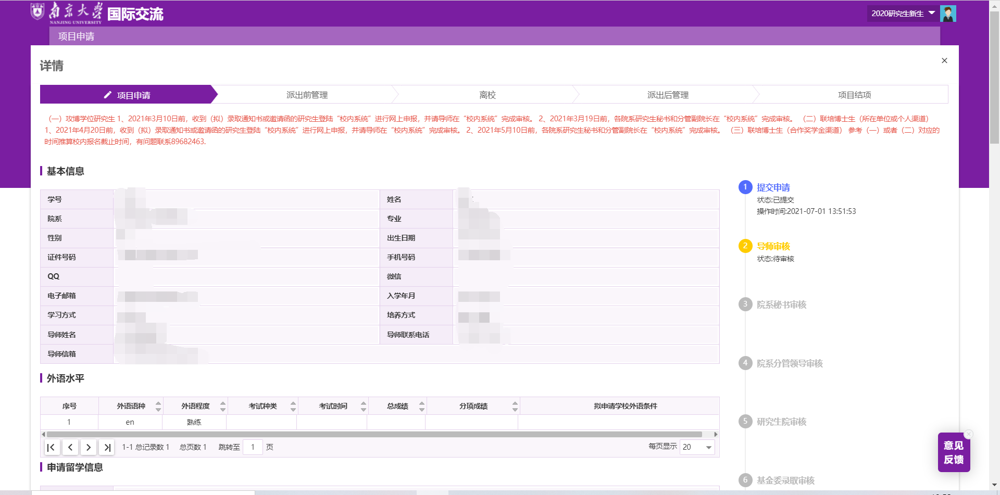 南京大学 国际交流
NANJING UNIVERSITY
2020研究生新生
项目申请
详情
项目申请 派出前管理 离校 派出后管理 项目结项
（一）攻博学位研究生 1、2021年3月10日前，收到（拟）录取通知书或邀请函的研究生登陆“校内系统”进行网上申报，并请导师在“校内系统”完成审核。 2、2021年3月19日前，各院系研究生秘书和分管副院长在“校内系统”完成审核。 （二）联培博士生（所在单位或个人渠道）
1、2021年4月20日前，收到（拟）录取通知书或邀请函的研究生登陆“校内系统”进行网上申报，并请导师在“校内系统”完成审核。 2、2021年5月10日前，各院系研究生秘书和分管副院长在“校内系统”完成审核。 （三）联培博士生（合作奖学金渠道） 参考（一）或者（二）对应的
时间推算校内报名截止时间，有问题联系89682463.
基本信息
学号 姓名
院系 专业
性别 出生日期
证件号码 手机号码
QQ 微信
电子邮箱 入学年月
学习方式 培养方式
导师姓名 导师联系电话
导师信箱
外语水平
序号 外语语种 外语程度 考试种类 考试时间 总成绩 分项成绩 拟申请学校外语条件
1 en 熟练
1-1 总记录数 1 总页数 1 跳转至 1 页 每页显示 20
申请留学信息
1 提交申请
状态:已提交
操作时间:2021-07-01 13:51:53
2 导师审核
状态:待审核
3 院系秘书审核
4 院系分管领导审核
5 研究生院审核
6 基金委录取审核
意见
反馈